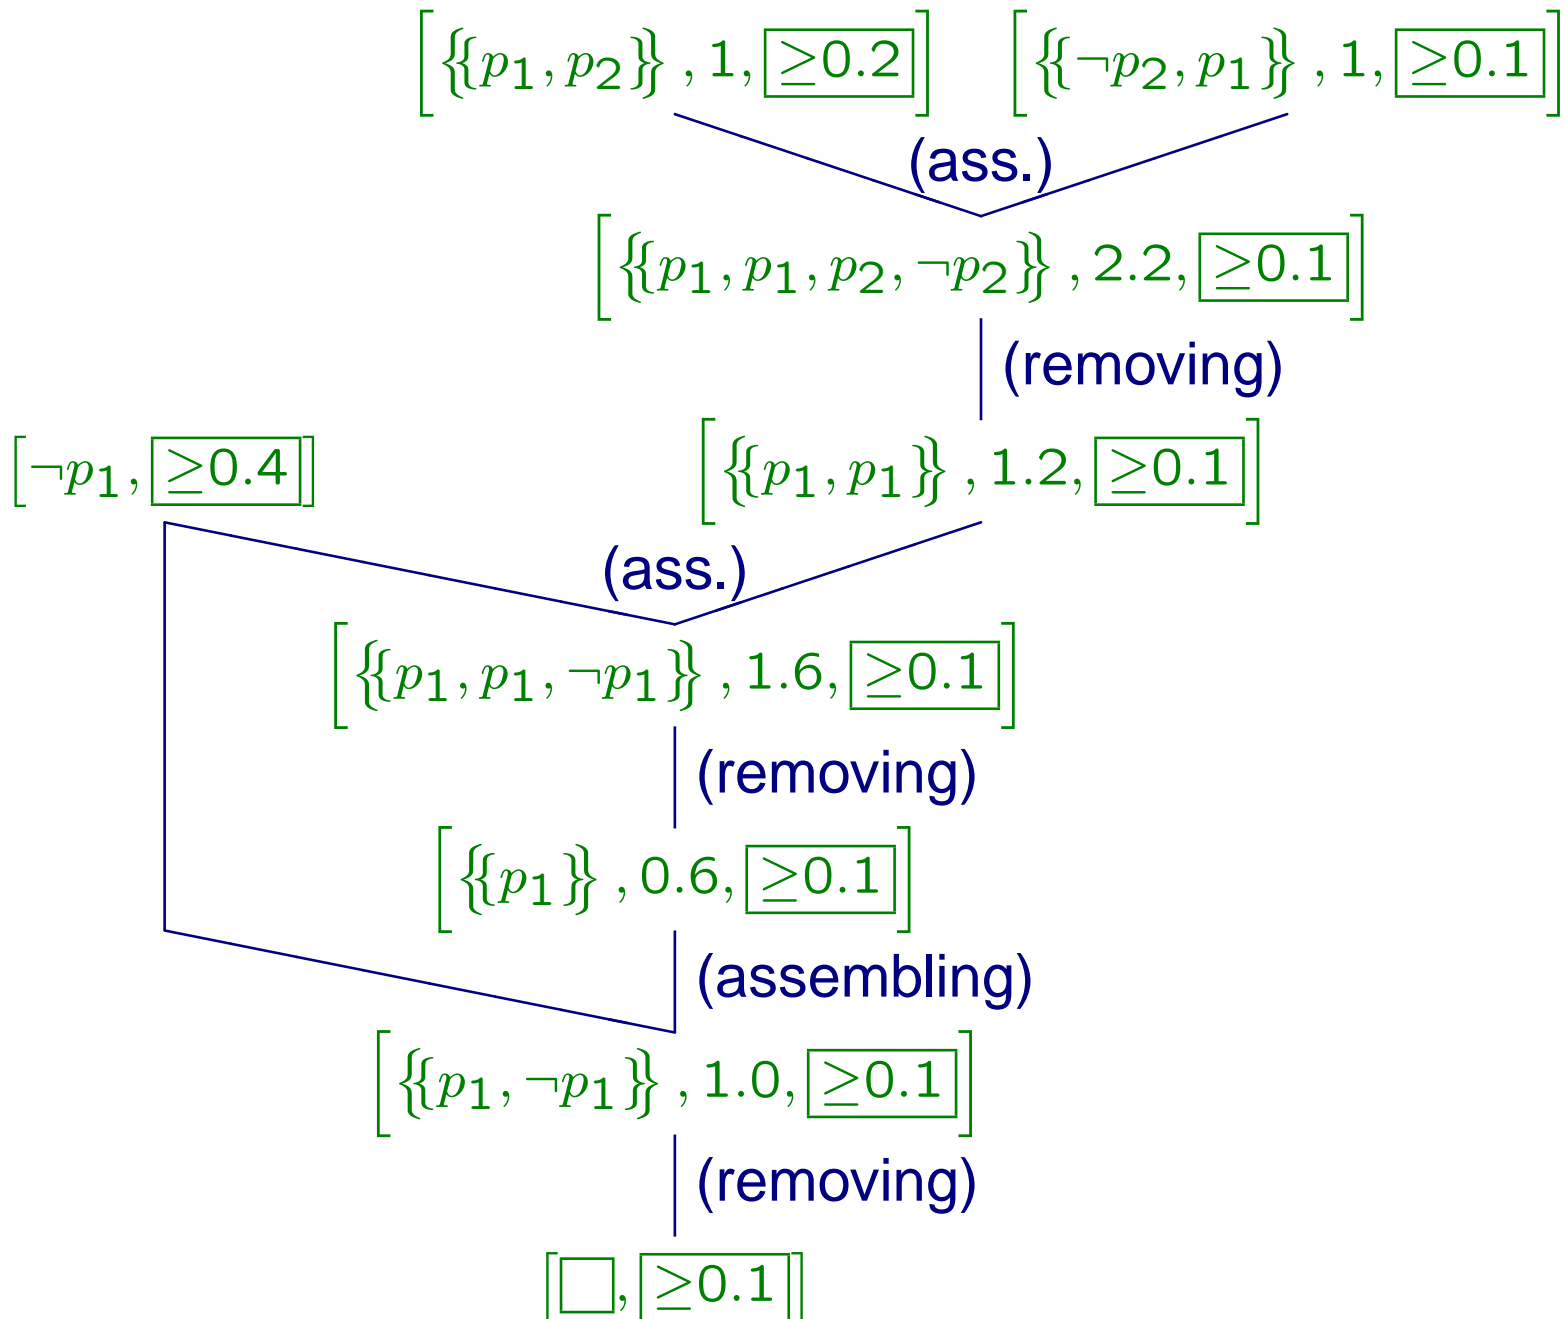 [{{p1, p2}}, 1, ≥0.2] [{{¬p2, p1}}, 1, ≥0.1]
(ass.)
[{{p1, p1, p2, ¬p2}}, 2.2, ≥0.1]
(removing)
[¬p1, ≥0.4] [{{p1, p1}}, 1.2, ≥0.1]
(ass.)
[{{p1, p1, ¬p1}}, 1.6, ≥0.1]
(removing)
[{{p1}}, 0.6, ≥0.1]
(assembling)
[{{p1, ¬p1}}, 1.0, ≥0.1]
(removing)
[□, ≥0.1]